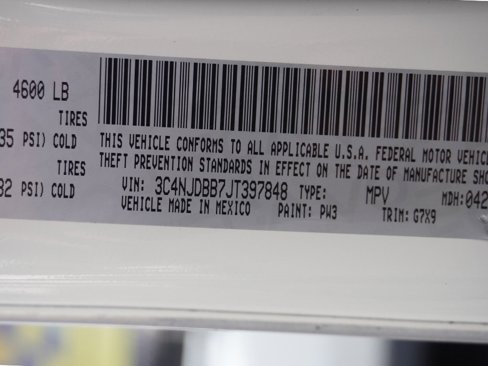 4600 LB
TIRES
35 PSI) COLD
TIRES
32 PSI) COLD
THIS VEHICLE CONFORMS TO ALL APPLICABLE U.S.A. FEDERAL MOTOR VEHIC
THEFT PREVENTION STANDARDS IN EFFECT ON THE DATE OF MANUFACTURE SHO
VIN: 3C4NJDBB7JT397848 TYPE: MPV MDH:042
VEHICLE MADE IN MEXICO PAINT: PW3 TRIM: G7X9